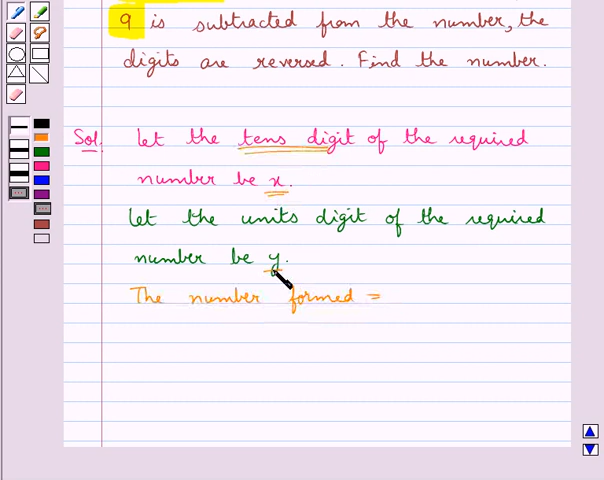 9 is subtracted from the number, the
digits are reversed. Find the number.
Sol. Let the tens digit of the required
number be x.
Let the units digit of the required
number be y.
The number formed =